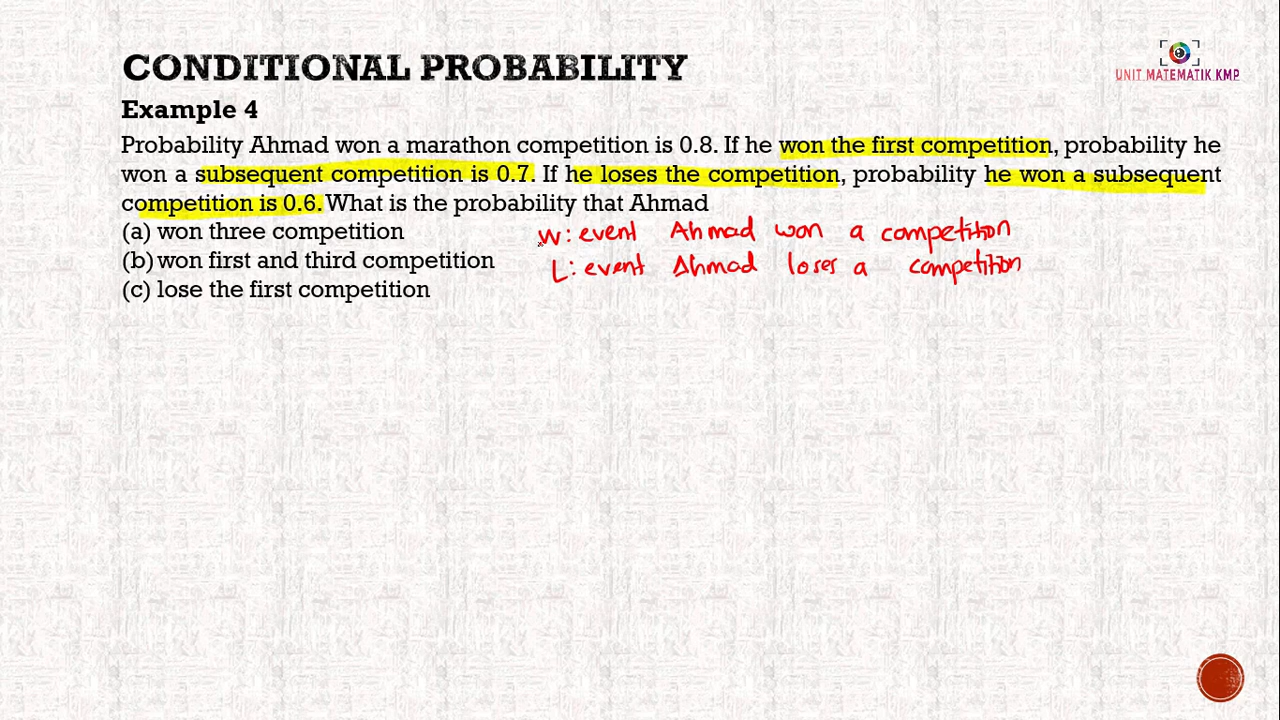 CONDITIONAL PROBABILITY
UNIT MATEMATIK KMP
Example 4
Probability Ahmad won a marathon competition is 0.8. If he won the first competition, probability he
won a subsequent competition is 0.7. If he loses the competition, probability he won a subsequent
competition is 0.6. What is the probability that Ahmad
(a) won three competition
W: event Ahmad won a competition
(b) won first and third competition
L: event Ahmad loses a competition
(c) lose the first competition